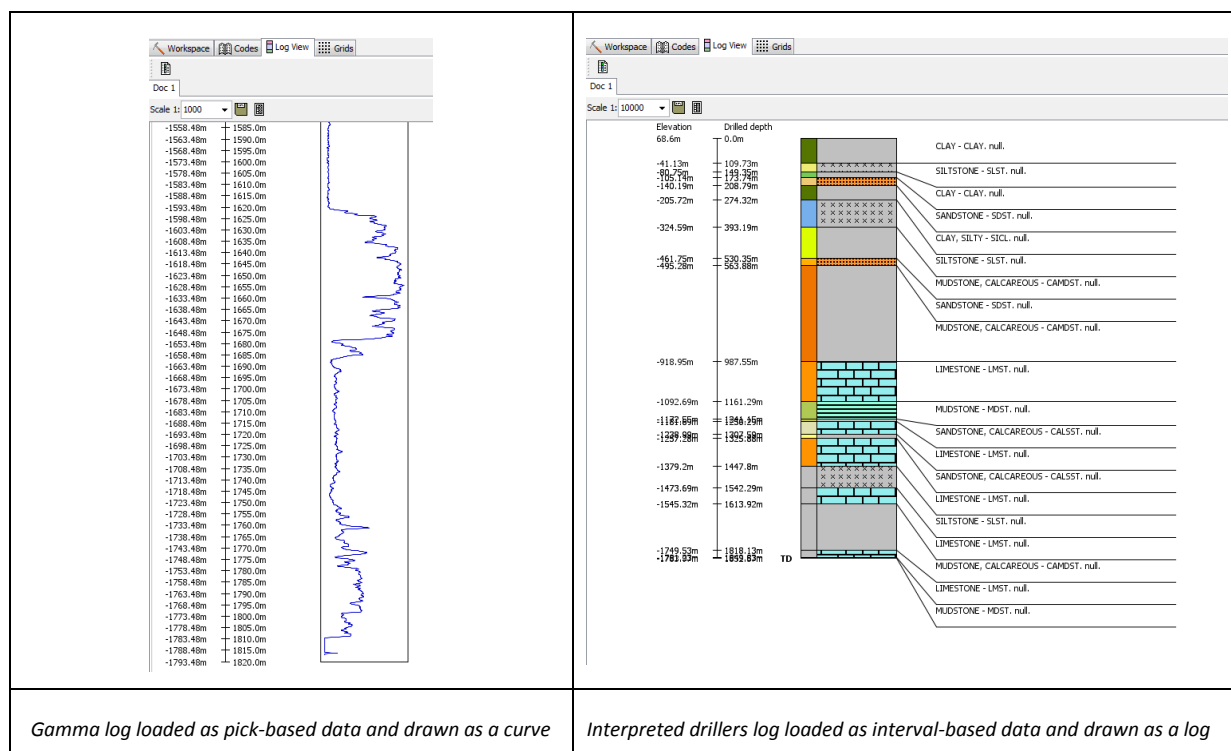 Workspace Codes Log View Grids
Doc 1
Scale 1: 1000
-1558.48m 1585.0m
-1563.48m 1590.0m
-1568.48m 1595.0m
-1573.48m 1600.0m
-1578.48m 1605.0m
-1583.48m 1610.0m
-1588.48m 1615.0m
-1593.48m 1620.0m
-1598.48m 1625.0m
-1603.48m 1630.0m
-1608.48m 1635.0m
-1613.48m 1640.0m
-1618.48m 1645.0m
-1623.48m 1650.0m
-1628.48m 1655.0m
-1633.48m 1660.0m
-1638.48m 1665.0m
-1643.48m 1670.0m
-1648.48m 1675.0m
-1653.48m 1680.0m
-1658.48m 1685.0m
-1663.48m 1690.0m
-1668.48m 1695.0m
-1673.48m 1700.0m
-1678.48m 1705.0m
-1683.48m 1710.0m
-1688.48m 1715.0m
-1693.48m 1720.0m
-1698.48m 1725.0m
-1703.48m 1730.0m
-1708.48m 1735.0m
-1713.48m 1740.0m
-1718.48m 1745.0m
-1723.48m 1750.0m
-1728.48m 1755.0m
-1733.48m 1760.0m
-1738.48m 1765.0m
-1743.48m 1770.0m
-1748.48m 1775.0m
-1753.48m 1780.0m
-1758.48m 1785.0m
-1763.48m 1790.0m
-1768.48m 1795.0m
-1773.48m 1800.0m
-1778.48m 1805.0m
-1783.48m 1810.0m
-1788.48m 1815.0m
-1793.48m 1820.0m
Gamma log loaded as pick-based data and drawn as a curve
Workspace Codes Log View Grids
Doc 1
Scale 1: 10000
Elevation Drilled depth
68.6m 0.0m
CLAY - CLAY. null.
-41.13m 109.73m
SILTSTONE - SLST. null.
-80.75m 149.35m
-105.14m 173.74m
CLAY - CLAY. null.
-140.19m 208.79m
-205.72m 274.32m
SANDSTONE - SDST. null.
-324.59m 393.19m
CLAY, SILTY - SICL. null.
SILTSTONE - SLST. null.
-461.75m 530.35m
-495.28m 563.88m
MUDSTONE, CALCAREOUS - CAMDST. null.
SANDSTONE - SDST. null.
MUDSTONE, CALCAREOUS - CAMDST. null.
-918.95m 987.55m
LIMESTONE - LMST. null.
-1092.69m 1161.29m
MUDSTONE - MDST. null.
SANDSTONE, CALCAREOUS - CALSST. null.
LIMESTONE - LMST. null.
-1379.2m 1447.8m
SANDSTONE, CALCAREOUS - CALSST. null.
-1473.69m 1542.29m
LIMESTONE - LMST. null.
-1545.32m 1613.92m
SILTSTONE - SLST. null.
LIMESTONE - LMST. null.
-1749.53m 1818.13m
MUDSTONE, CALCAREOUS - CAMDST. null.
TD
LIMESTONE - LMST. null.
MUDSTONE - MDST. null.
Interpreted drillers log loaded as interval-based data and drawn as a log